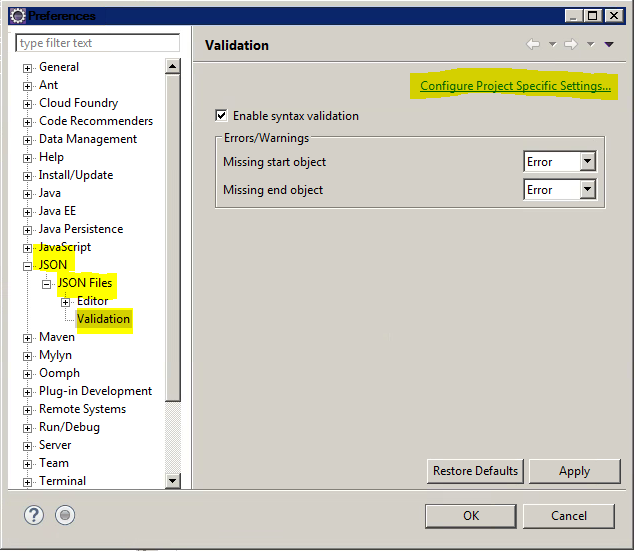 Preferences
type filter text
General
Ant
Cloud Foundry
Code Recommenders
Data Management
Help
Install/Update
Java
Java EE
Java Persistence
JavaScript
JSON
JSON Files
Editor
Validation
Maven
Mylyn
Oomph
Plug-in Development
Remote Systems
Run/Debug
Server
Team
Terminal
Validation
Configure Project Specific Settings...
Enable syntax validation
Errors/Warnings
Missing start object Error
Missing end object Error
Restore Defaults Apply
? OK Cancel